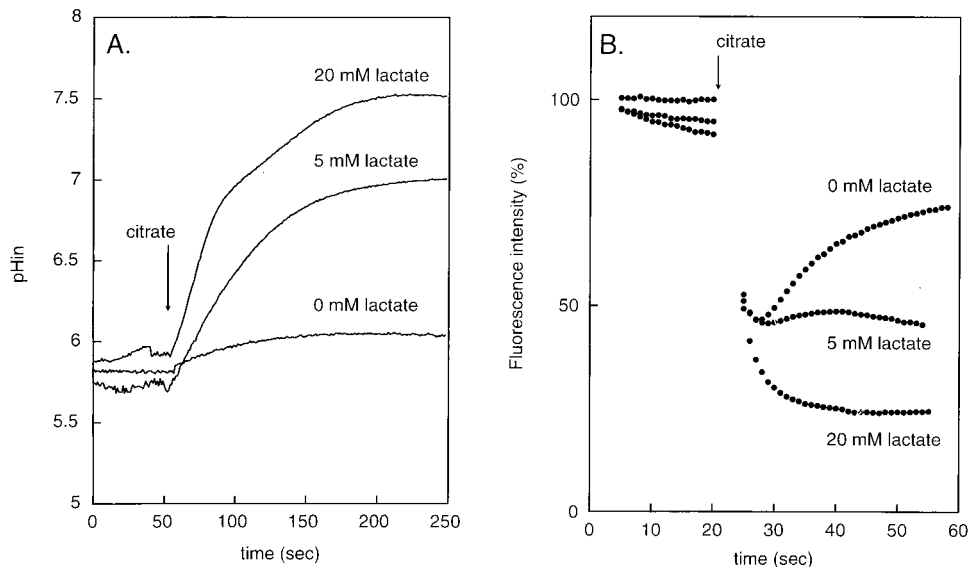 A.
8
7.5
7
6.5
6
5.5
5
pHin
20 mM lactate
5 mM lactate
citrate
0 mM lactate
0
50
100
150
200
250
time (sec)
B.
citrate
100
50
0
Fluorescence intensity (%)
0 mM lactate
5 mM lactate
20 mM lactate
0
10
20
30
40
50
60
time (sec)